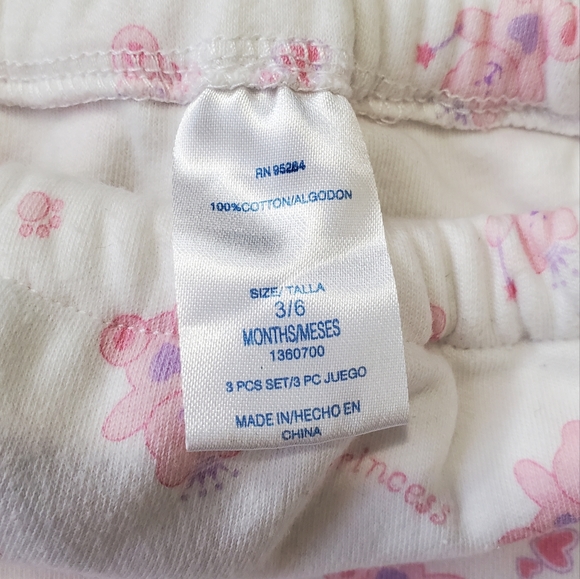 RN 95284
100%COTTON/ALGODON
SIZE/TALLA
3/6
MONTHS/MESES
1360700
3 PCS SET/3 PC JUEGO
MADE IN/HECHO EN
CHINA
princess